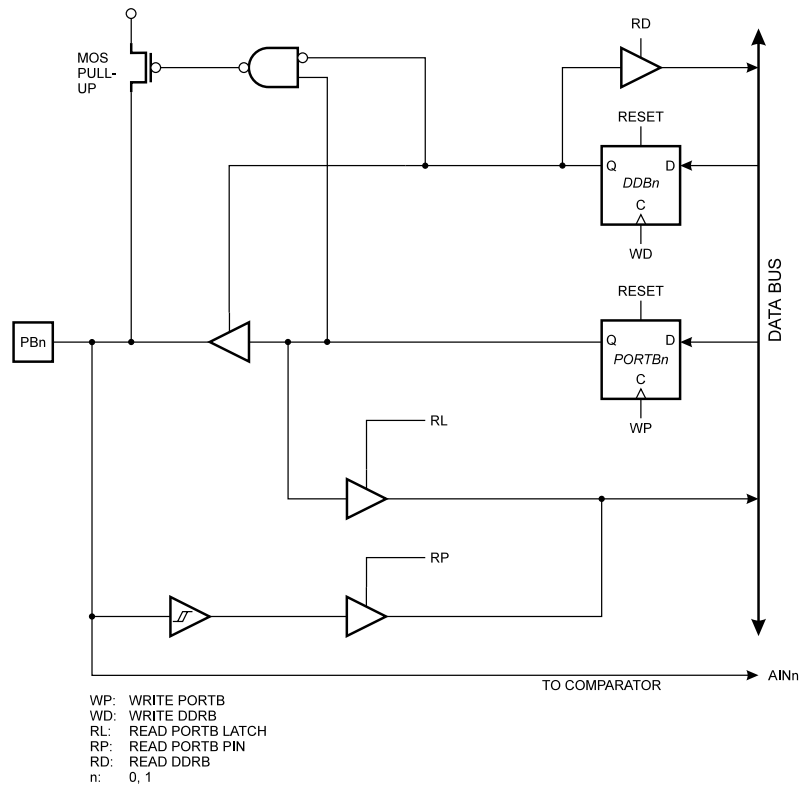 RD
MOS
PULL-
UP
RESET
Q
D
DDBn
C
WD
DATA BUS
RESET
PBn
Q
D
PORTBn
C
WP
RL
RP
TO COMPARATOR
AINn
WP: WRITE PORTB
WD: WRITE DDRB
RL: READ PORTB LATCH
RP: READ PORTB PIN
RD: READ DDRB
n: 0, 1